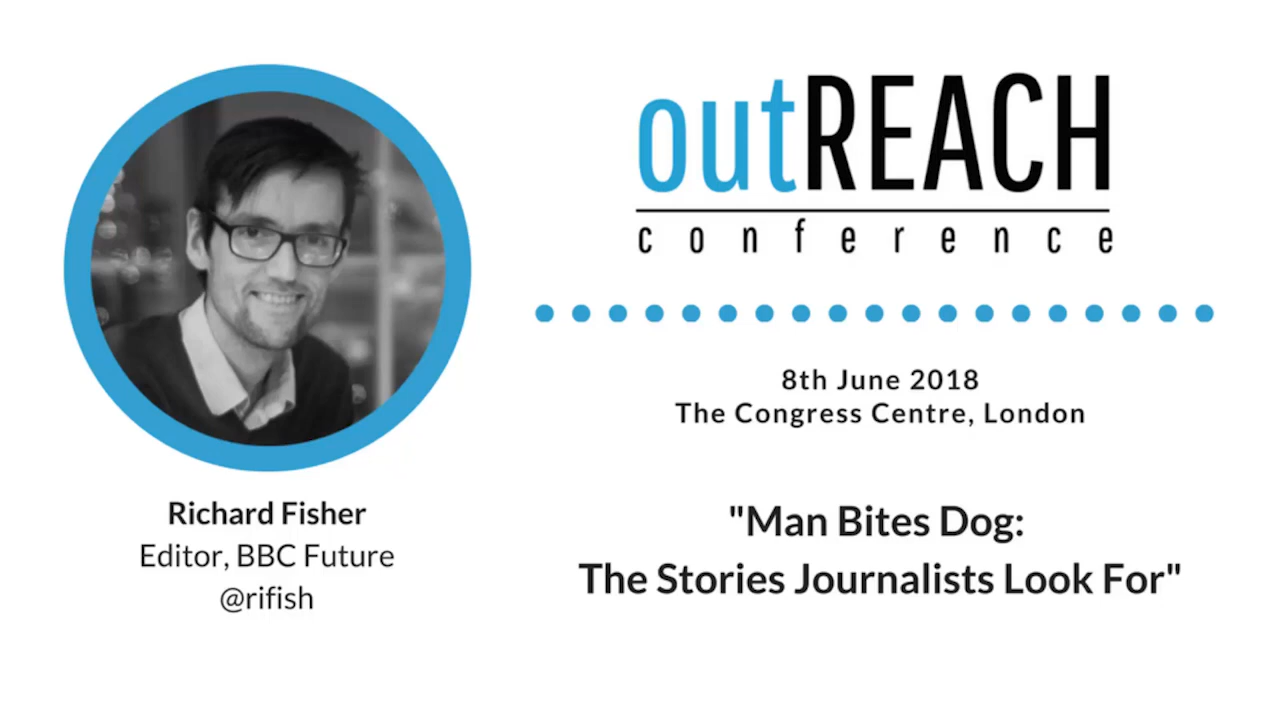 outREACH
conference
8th June 2018
The Congress Centre, London
"Man Bites Dog:
The Stories Journalists Look For"
Richard Fisher
Editor, BBC Future
@rifish